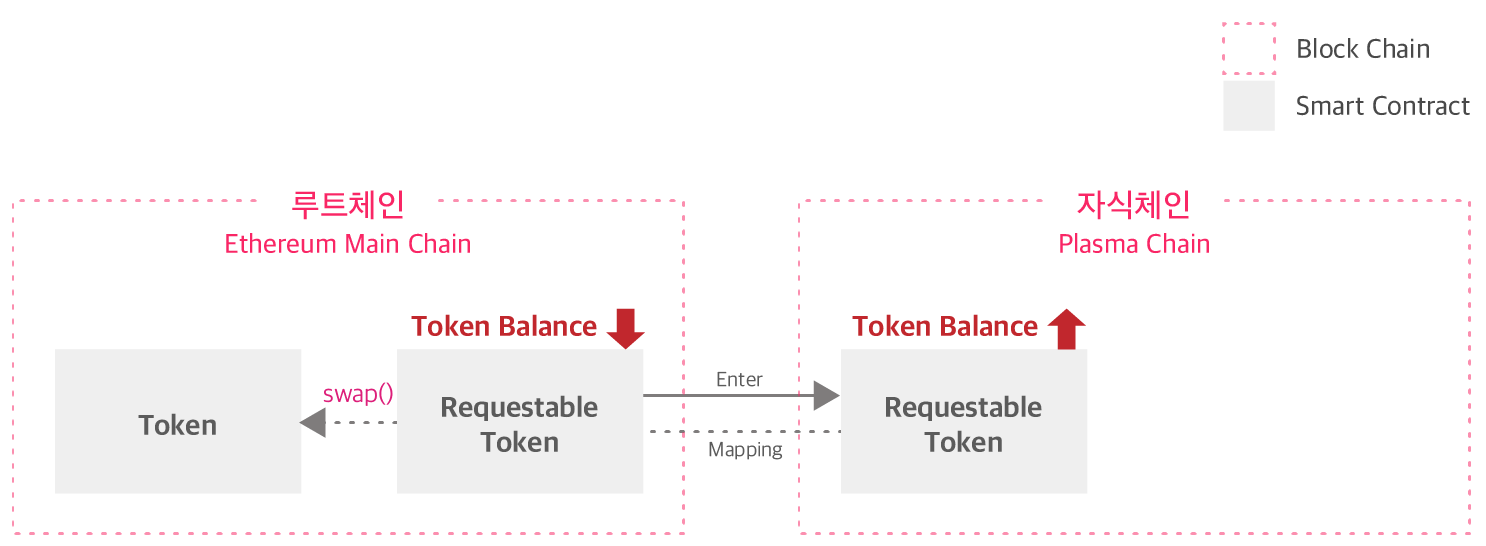 Block Chain
Smart Contract
루트체인
Ethereum Main Chain
자식체인
Plasma Chain
Token Balance
Token Balance
Token
swap()
Requestable
Token
Enter
Mapping
Requestable
Token